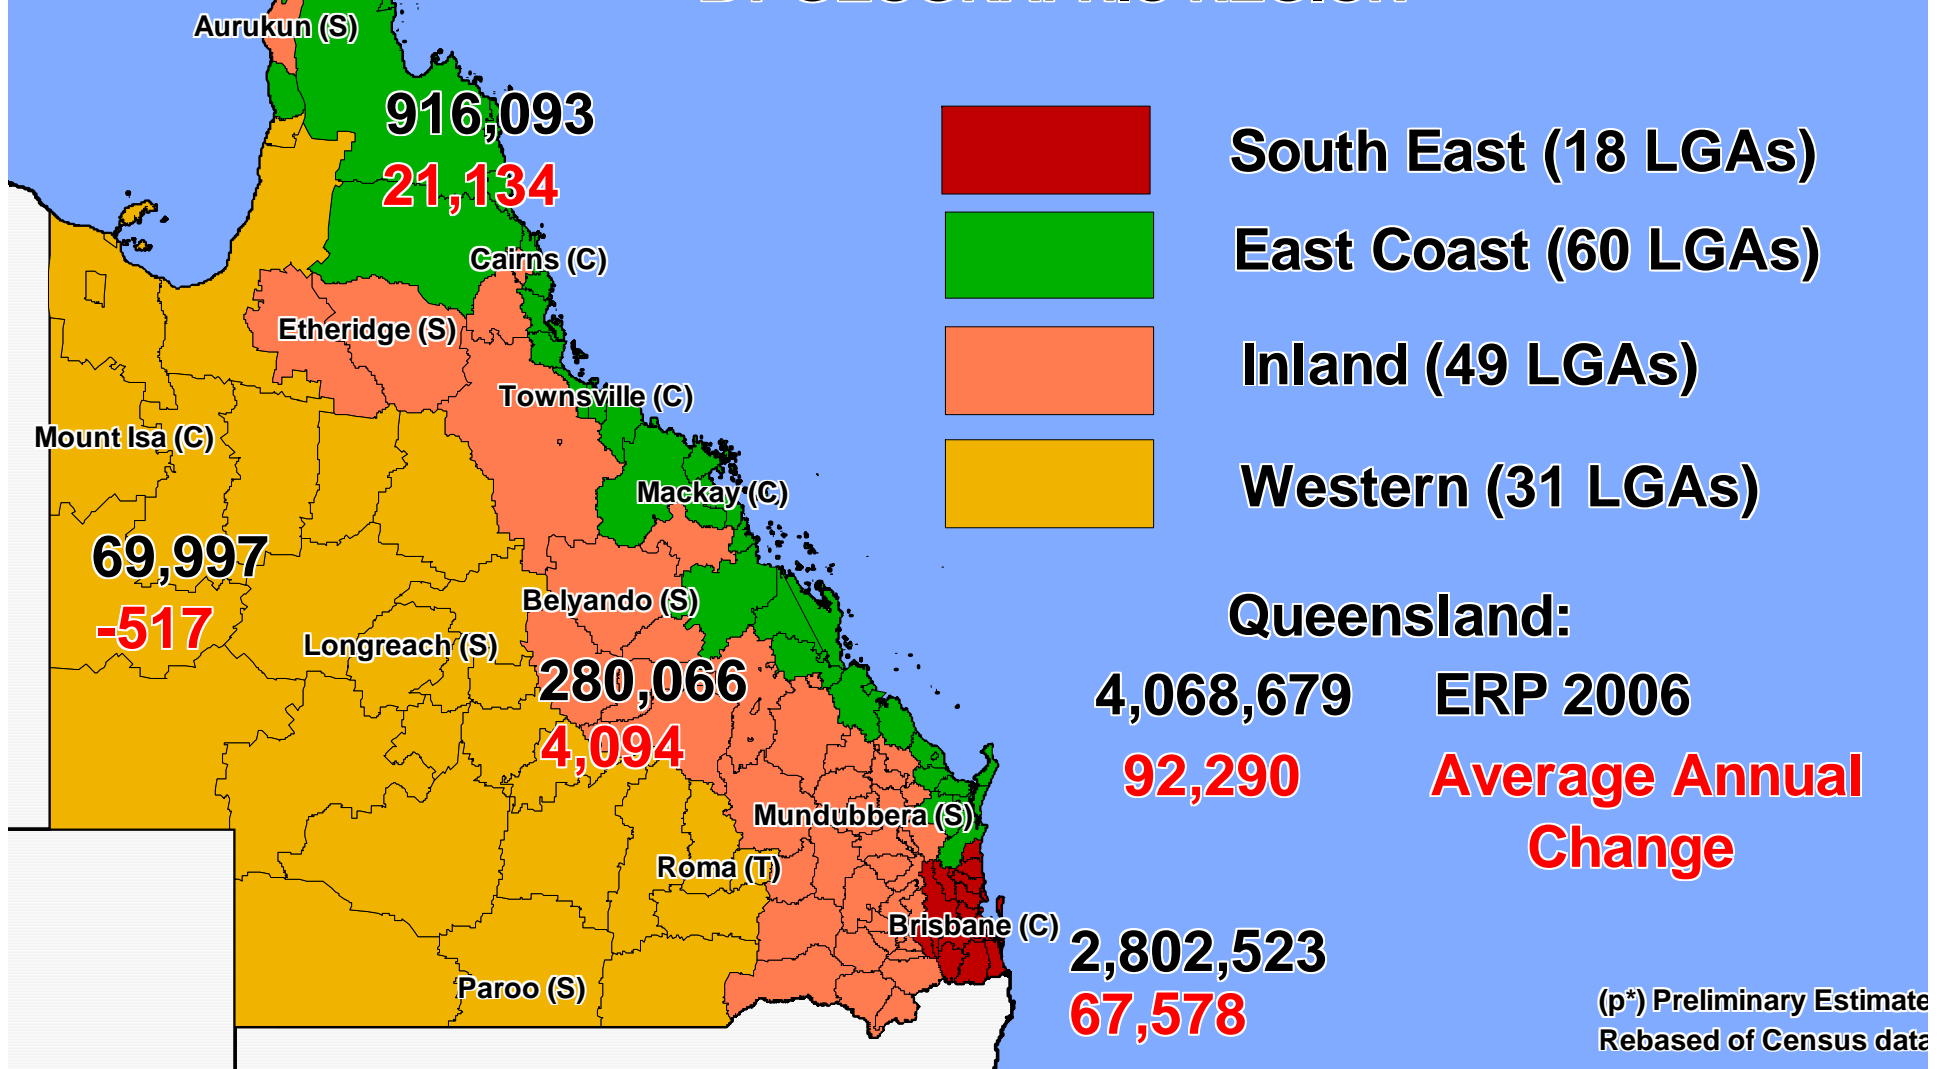 Aurukun (S)
916,093
21,134
Cairns (C)
Etheridge (S)
Townsville (C)
Mount Isa (C)
Mackay (C)
69,997
-517
Belyando (S)
Longreach (S)
280,066
4,094
Mundubbera (S)
Roma (T)
Brisbane (C)
Paroo (S)
2,802,523
67,578
South East (18 LGAs)
East Coast (60 LGAs)
Inland (49 LGAs)
Western (31 LGAs)
Queensland:
4,068,679 ERP 2006
92,290 Average Annual
Change
(p*) Preliminary Estimate
Rebased of Census data